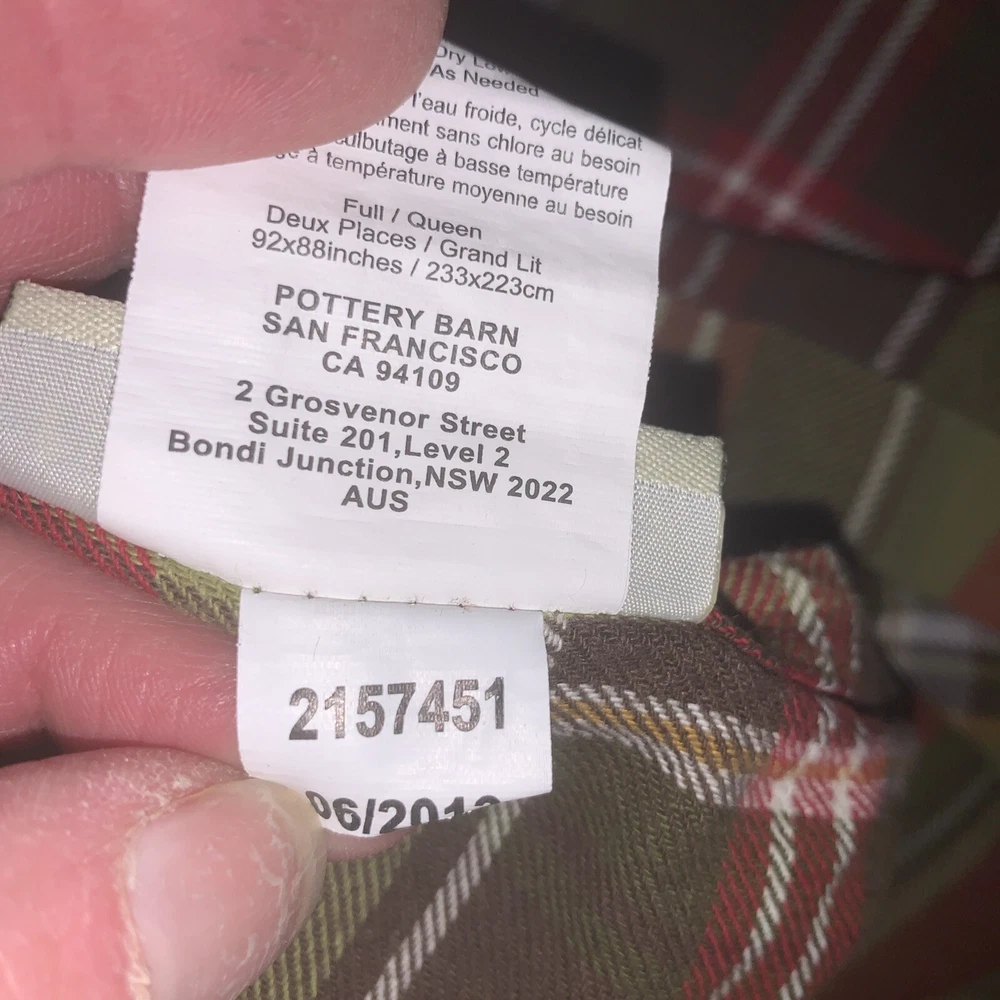 Dry
As Needed
l'eau froide, cycle délicat
sans chlore au besoin
à basse température
à température moyenne au besoin
Full / Queen
Deux Places / Grand Lit
92x88inches / 233x223cm
POTTERY BARN
SAN FRANCISCO
CA 94109
2 Grosvenor Street
Suite 201,Level 2
Bondi Junction,NSW 2022
AUS
2157451